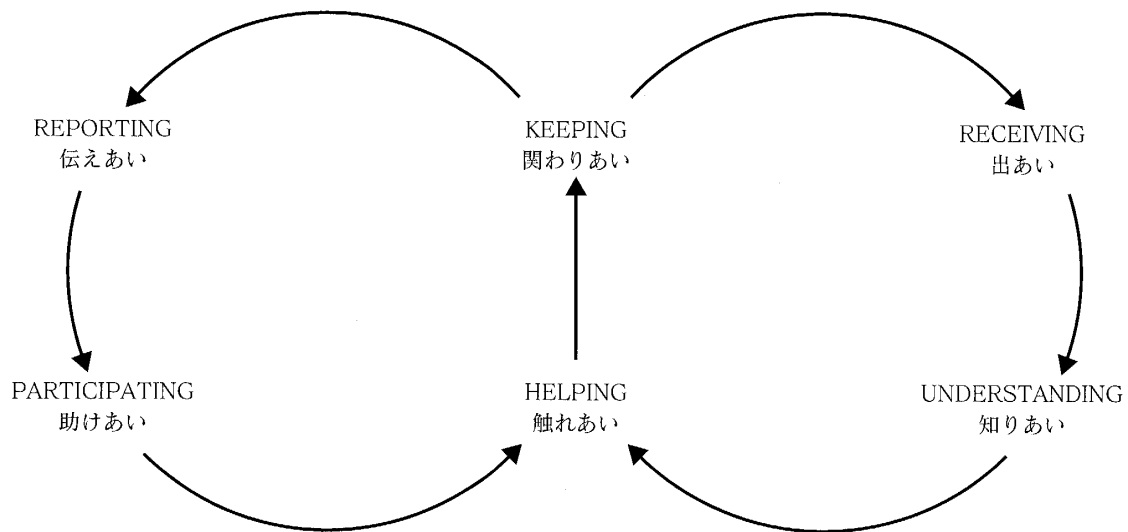 REPORTING
伝えあい
KEEPING
関わりあい
RECEIVING
出あい
PARTICIPATING
助けあい
HELPING
触れあい
UNDERSTANDING
知りあい